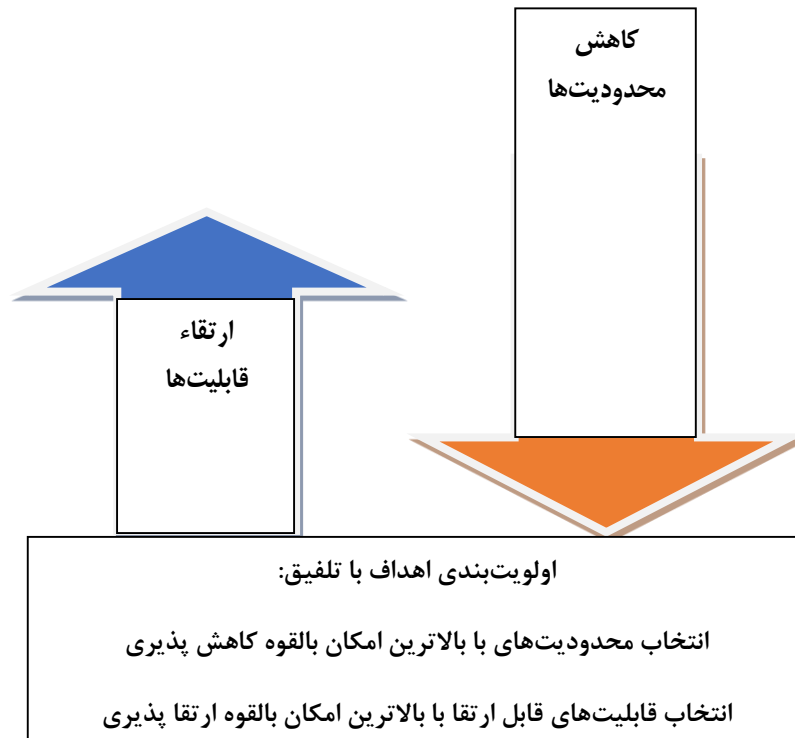 کاهش
محدودیت‌ها
ارتقاء
قابلیت‌ها
اولویت‌بندی اهداف با تلفیق:
انتخاب محدودیت‌های با بالاترین امکان بالقوه کاهش پذیری
انتخاب قابلیت‌های قابل ارتقا با بالاترین امکان بالقوه ارتقا پذیری